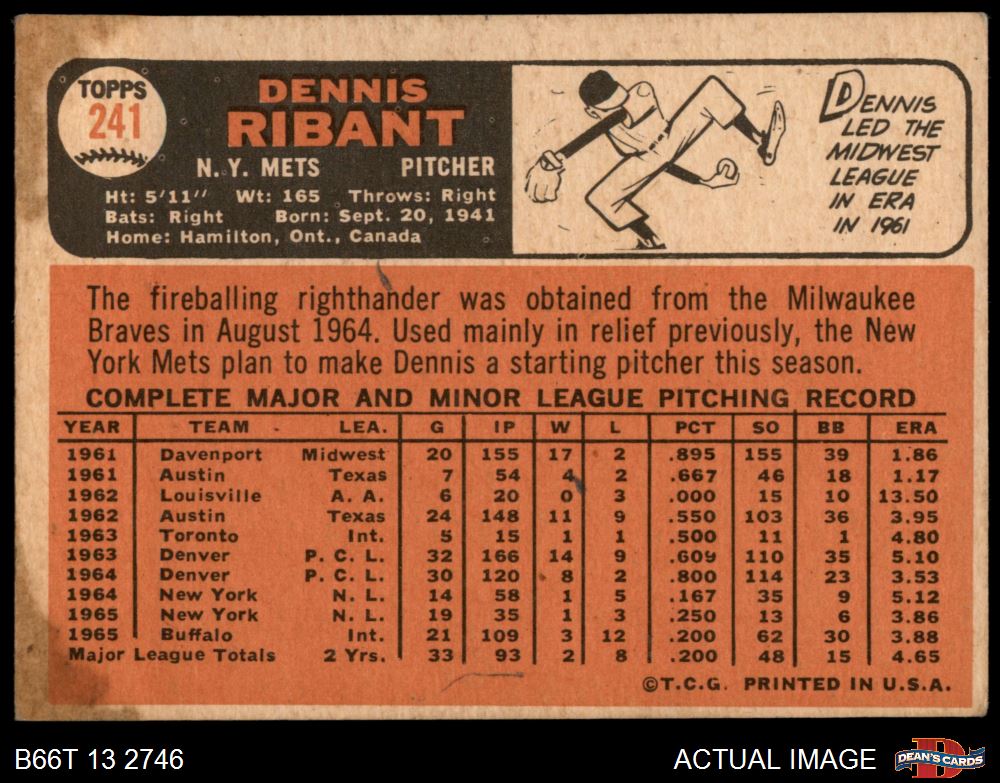 TOPPS
241
DENNIS
RIBANT
N.Y. METS PITCHER
Ht: 5'11" Wt: 165 Throws: Right
Bats: Right Born: Sept. 20, 1941
Home: Hamilton, Ont., Canada
DENNIS
LED THE
MIDWEST
LEAGUE
IN ERA
IN 1961
The fireballing righthander was obtained from the Milwaukee
Braves in August 1964. Used mainly in relief previously, the New
York Mets plan to make Dennis a starting pitcher this season.
COMPLETE MAJOR AND MINOR LEAGUE PITCHING RECORD
YEAR TEAM LEA. G IP W L PCT SO BB ERA
1961 Davenport Midwest 20 155 17 2 .895 155 39 1.86
1961 Austin Texas 7 54 4 2 .667 46 18 1.17
1962 Louisville A. A. 6 20 0 3 .000 15 10 13.50
1962 Austin Texas 24 148 11 9 .550 103 36 3.95
1963 Toronto Int. 5 15 1 1 .500 11 1 4.80
1963 Denver P. C. L. 32 166 14 9 .609 110 35 5.10
1964 Denver P. C. L. 30 120 8 2 .800 114 23 3.53
1964 New York N. L. 14 58 1 5 .167 35 9 5.12
1965 New York N. L. 19 35 1 3 .250 13 6 3.86
1965 Buffalo Int. 21 109 3 12 .200 62 30 3.88
Major League Totals 2 Yrs. 33 93 2 8 .200 48 15 4.65
©T.C.G. PRINTED IN U.S.A.
B66T 13 2746
ACTUAL IMAGE
DEAN'S CARDS